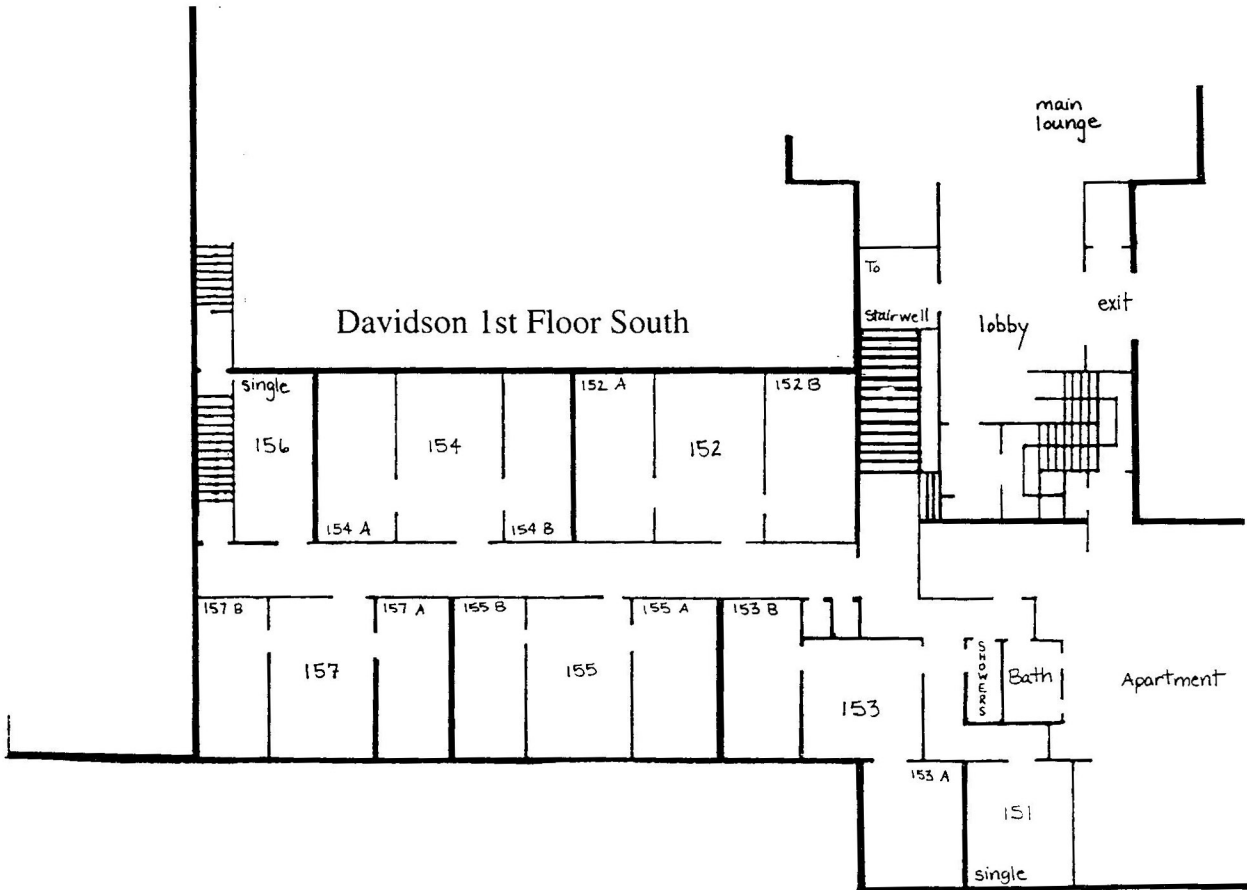 main
lounge
To
stairwell
lobby
exit
Davidson 1st Floor South
single
156
154
154 A
154 B
152 A
152
152 B
157 B
157
157 A
155 B
155
155 A
153 B
153
153 A
SHOWERS
Bath
Apartment
151
single